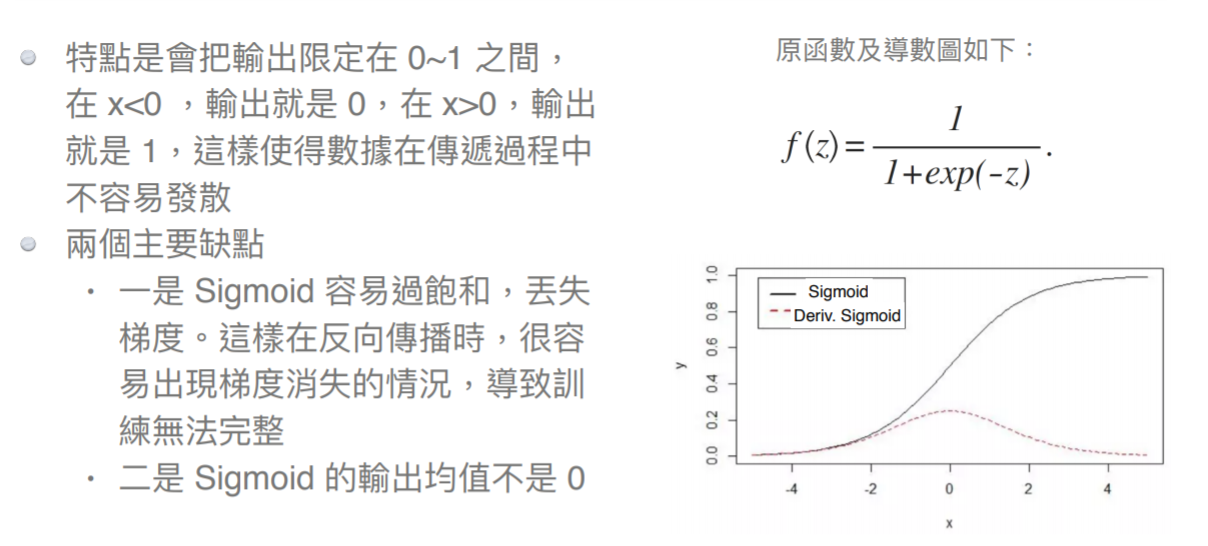 特點是會把輸出限定在 0~1 之間，
在 x<0 ，輸出就是 0，在 x>0，輸出
就是 1，這樣使得數據在傳遞過程中
不容易發散
兩個主要缺點
一是 Sigmoid 容易過飽和，丟失
梯度。這樣在反向傳播時，很容
易出現梯度消失的情況，導致訓
練無法完整
二是 Sigmoid 的輸出均值不是 0
原函數及導數圖如下：
f(z)=1/(1+exp(-z)).
Sigmoid
Deriv. Sigmoid
y
1.0
0.8
0.6
0.4
0.2
0.0
-4 -2 0 2 4
x